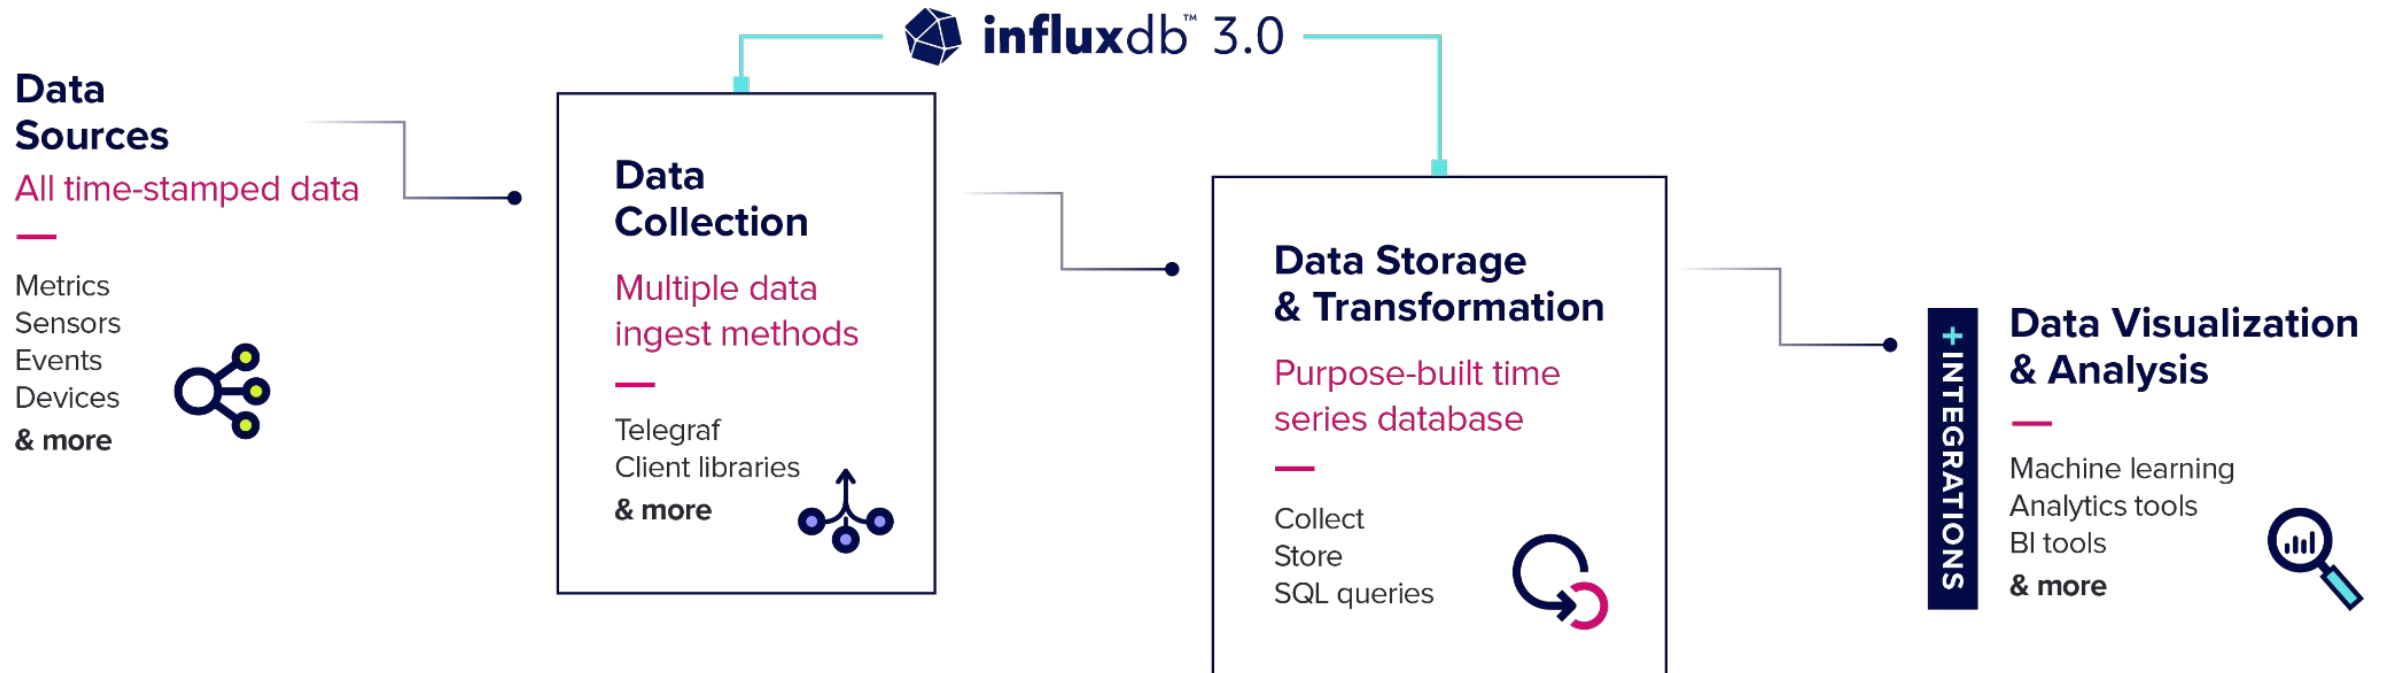 influxdb™ 3.0
Data
Sources
All time-stamped data
Metrics
Sensors
Events
Devices
& more
Data
Collection
Multiple data
ingest methods
Telegraf
Client libraries
& more
Data Storage
& Transformation
Purpose-built time
series database
Collect
Store
SQL queries
+ INTEGRATIONS
Data Visualization
& Analysis
Machine learning
Analytics tools
BI tools
& more